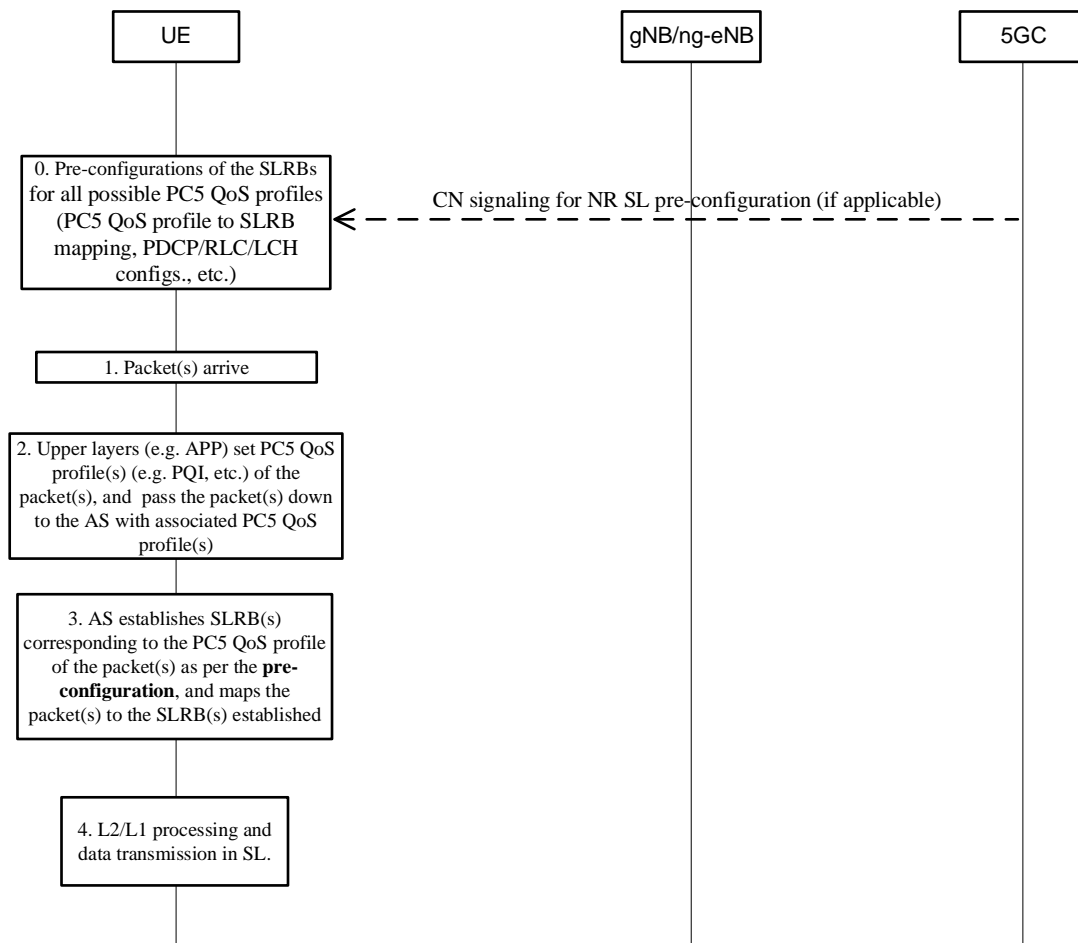 UE
gNB/ng-eNB
5GC
0. Pre-configurations of the SLRBs
for all possible PC5 QoS profiles
(PC5 QoS profile to SLRB
mapping, PDCP/RLC/LCH
configs., etc.)
CN signaling for NR SL pre-configuration (if applicable)
1. Packet(s) arrive
2. Upper layers (e.g. APP) set PC5 QoS
profile(s) (e.g. PQI, etc.) of the
packet(s), and pass the packet(s) down
to the AS with associated PC5 QoS
profile(s)
3. AS establishes SLRB(s)
corresponding to the PC5 QoS profile
of the packet(s) as per the pre-
configuration, and maps the
packet(s) to the SLRB(s) established
4. L2/L1 processing and
data transmission in SL.